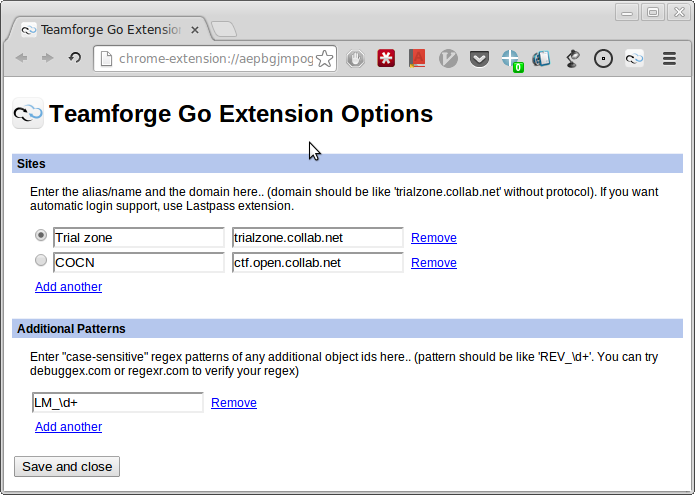 Teamforge Go Extension
chrome-extension://aepbgjmpog
0
Teamforge Go Extension Options
Sites
Enter the alias/name and the domain here.. (domain should be like 'trialzone.collab.net' without protocol). If you want
automatic login support, use Lastpass extension.
Trial zone trialzone.collab.net Remove
COCN ctf.open.collab.net Remove
Add another
Additional Patterns
Enter "case-sensitive" regex patterns of any additional object ids here.. (pattern should be like 'REV_\d+'. You can try
debuggex.com or regexr.com to verify your regex)
LM_\d+ Remove
Add another
Save and close